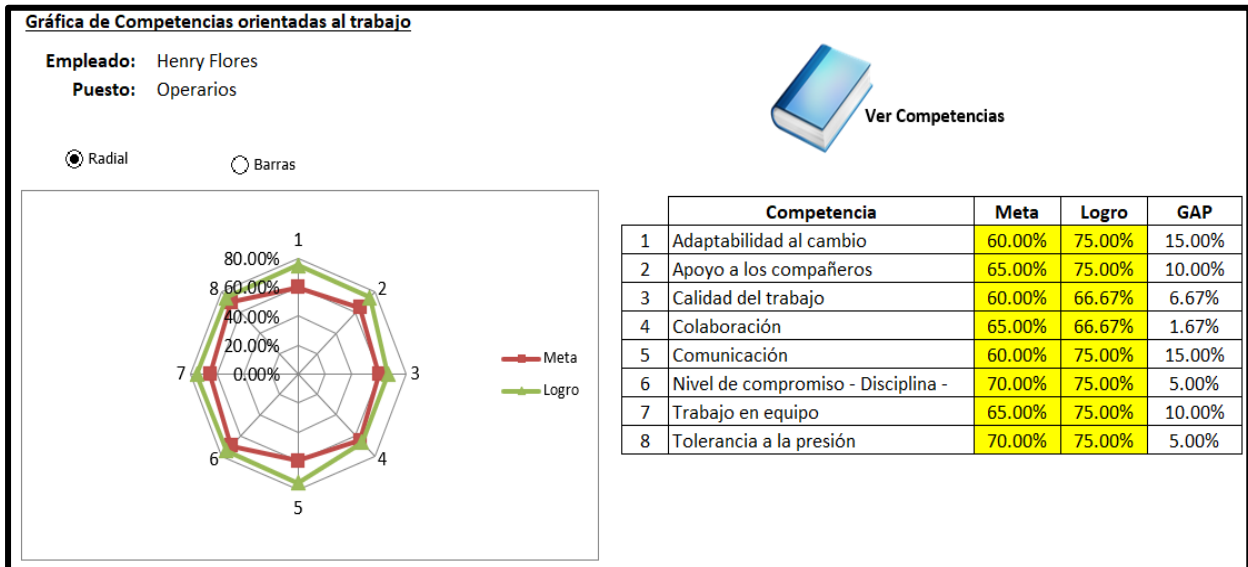 Gráfica de Competencias orientadas al trabajo
Empleado: Henry Flores
Puesto: Operarios
Ver Competencias
Radial
Barras
1
80.00%
8 60.00% 2
40.00%
20.00%
7 0.00% 3
6 4
5
Meta
Logro
Competencia Meta Logro GAP
1 Adaptabilidad al cambio 60.00% 75.00% 15.00%
2 Apoyo a los compañeros 65.00% 75.00% 10.00%
3 Calidad del trabajo 60.00% 66.67% 6.67%
4 Colaboración 65.00% 66.67% 1.67%
5 Comunicación 60.00% 75.00% 15.00%
6 Nivel de compromiso - Disciplina - 70.00% 75.00% 5.00%
7 Trabajo en equipo 65.00% 75.00% 10.00%
8 Tolerancia a la presión 70.00% 75.00% 5.00%